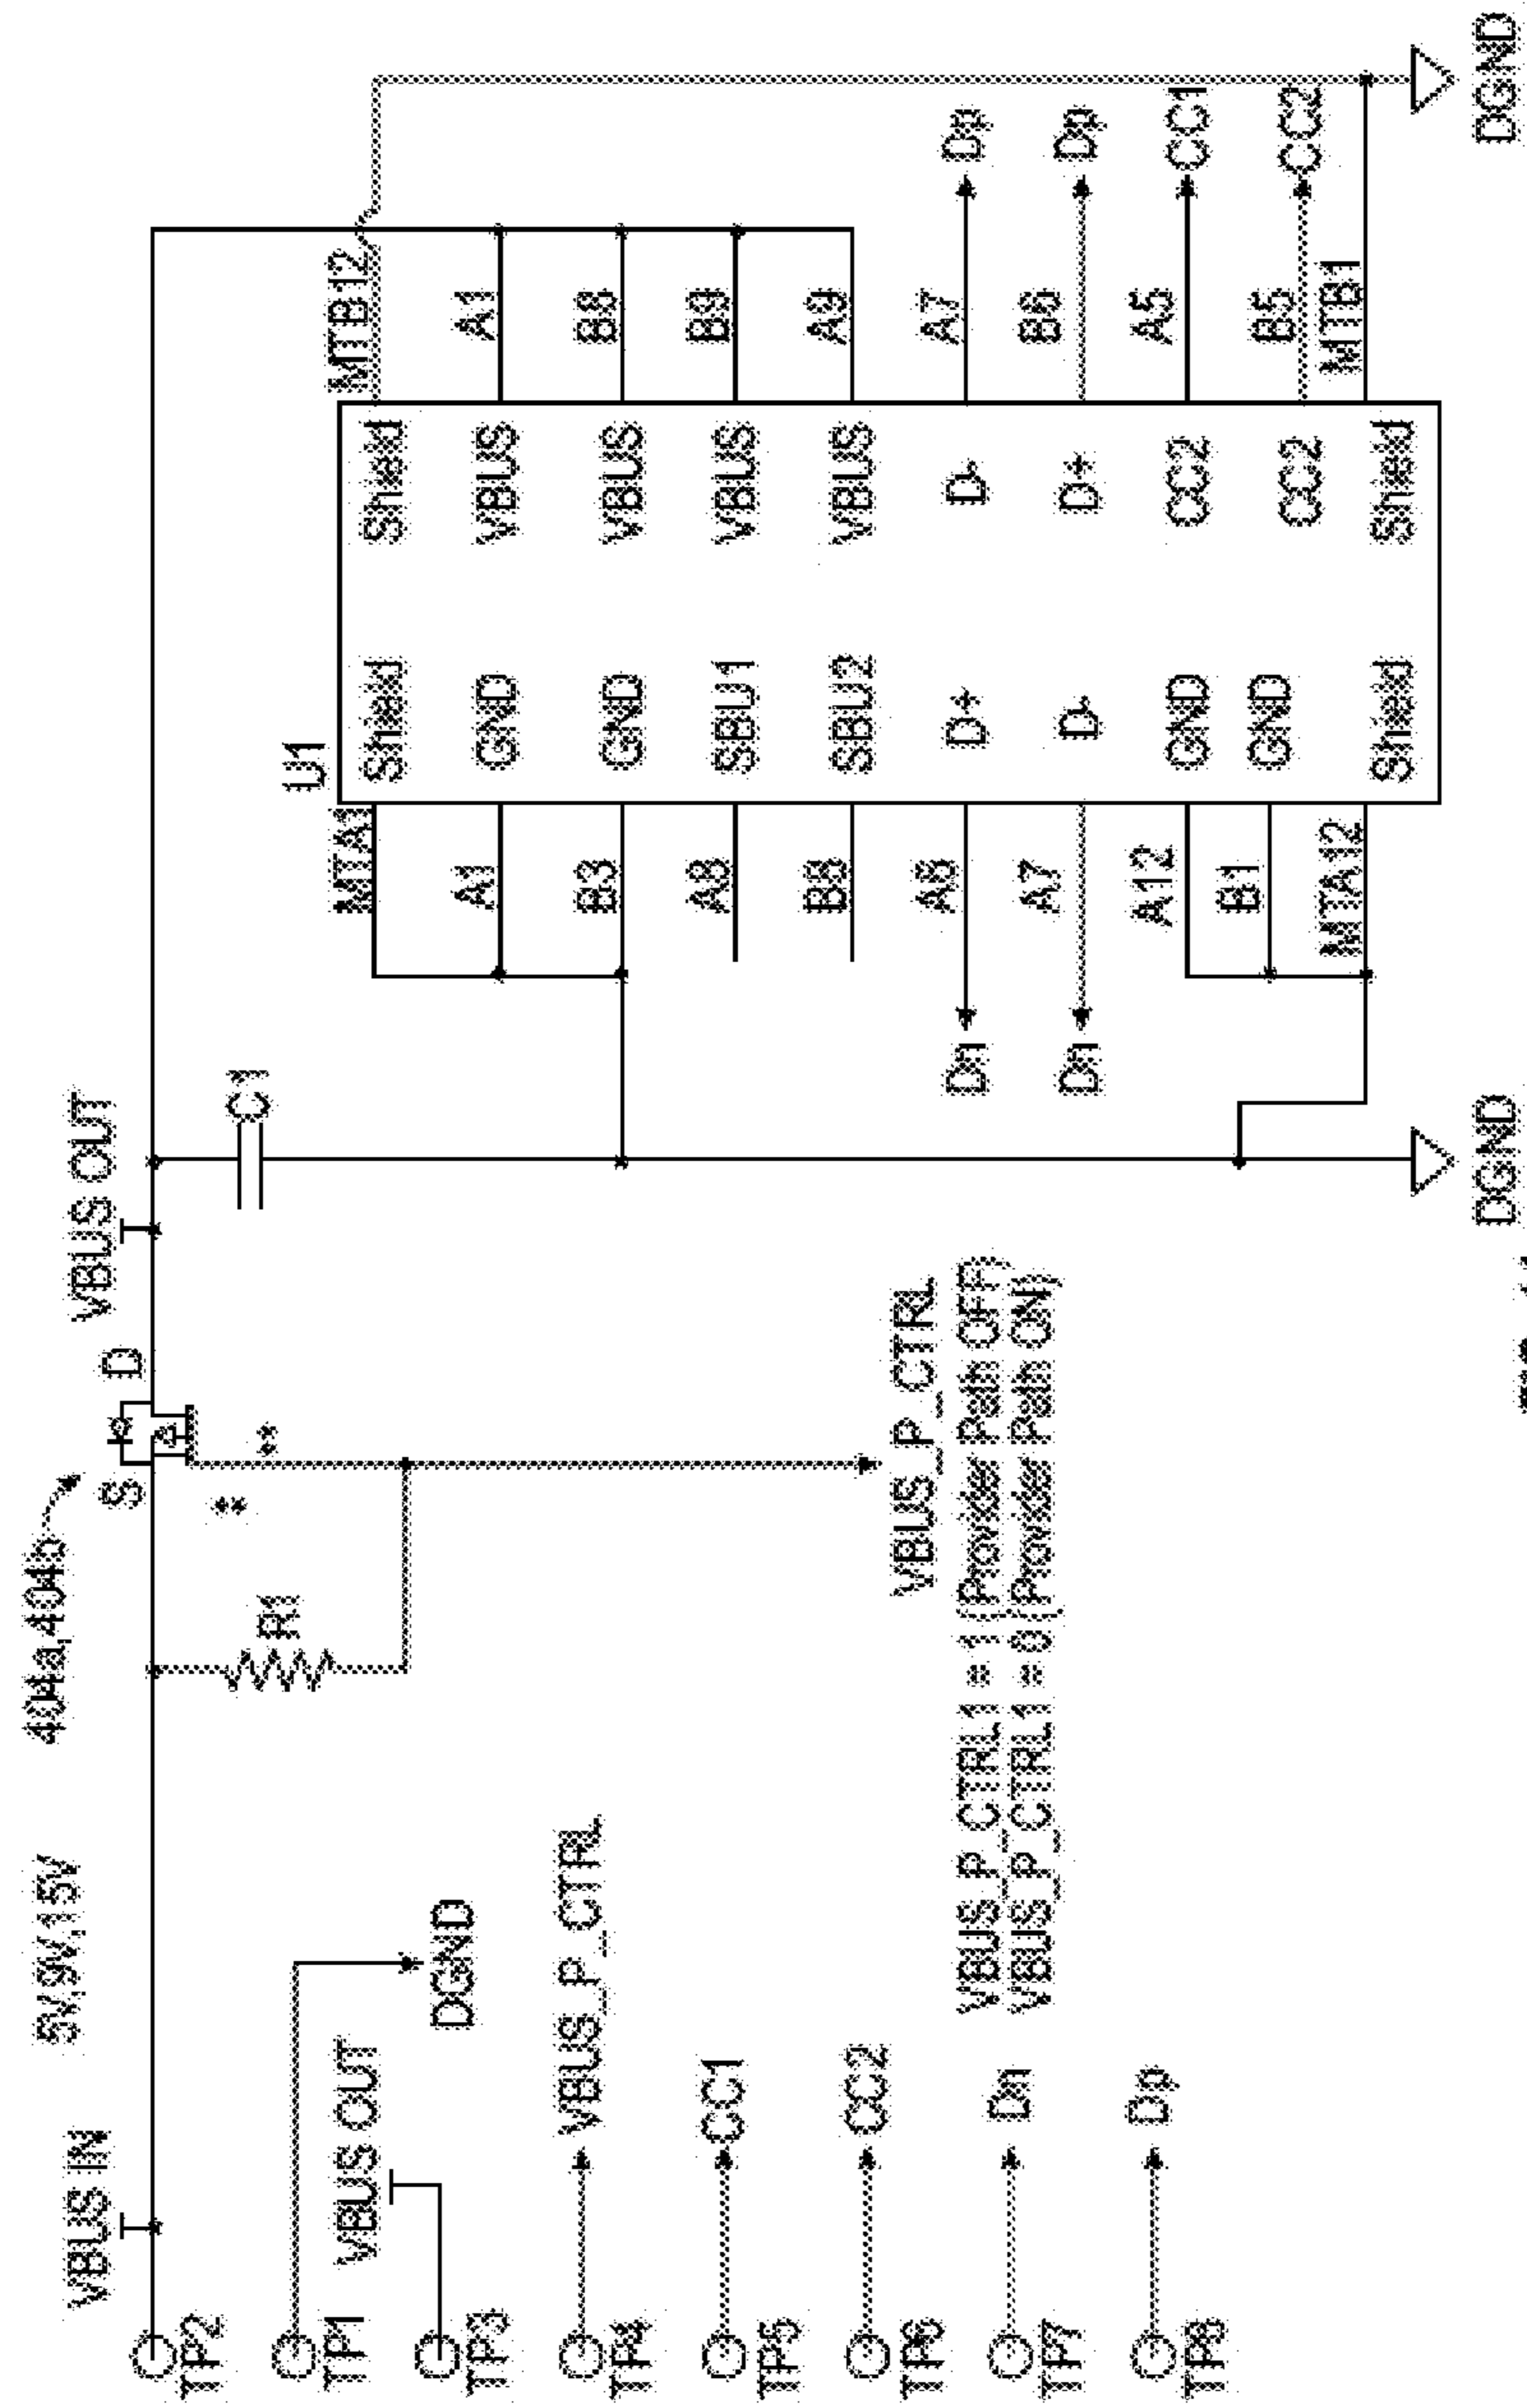 VBUS IN
5V,9V,15V
404a,404b
S
D
VBUS OUT
TP2
TP1
DGND
TP3
VBUS OUT
TP4
VBUS_P_CTRL
TP5
CC1
TP6
CC2
TP7
Dn
TP8
Dp
R1
**
**
C1
VBUS_P_CTRL
VBUS_P_CTRL1 = 1 (Provider Path OFF)
VBUS_P_CTRL1 = 0 (Provider Path ON)
DGND
U1
MTA1
Shield
Shield
MTB12
A1
GND
VBUS
A1
B3
GND
VBUS
B8
A8
SBU1
VBUS
B9
B8
SBU2
VBUS
A9
Dn
A6
D+
D-
A7
Dp
Dn
A7
D-
D+
B6
Dp
A12
GND
CC2
A5
CC1
B1
GND
CC2
B5
CC2
MTA12
Shield
Shield
MTB1
DGND